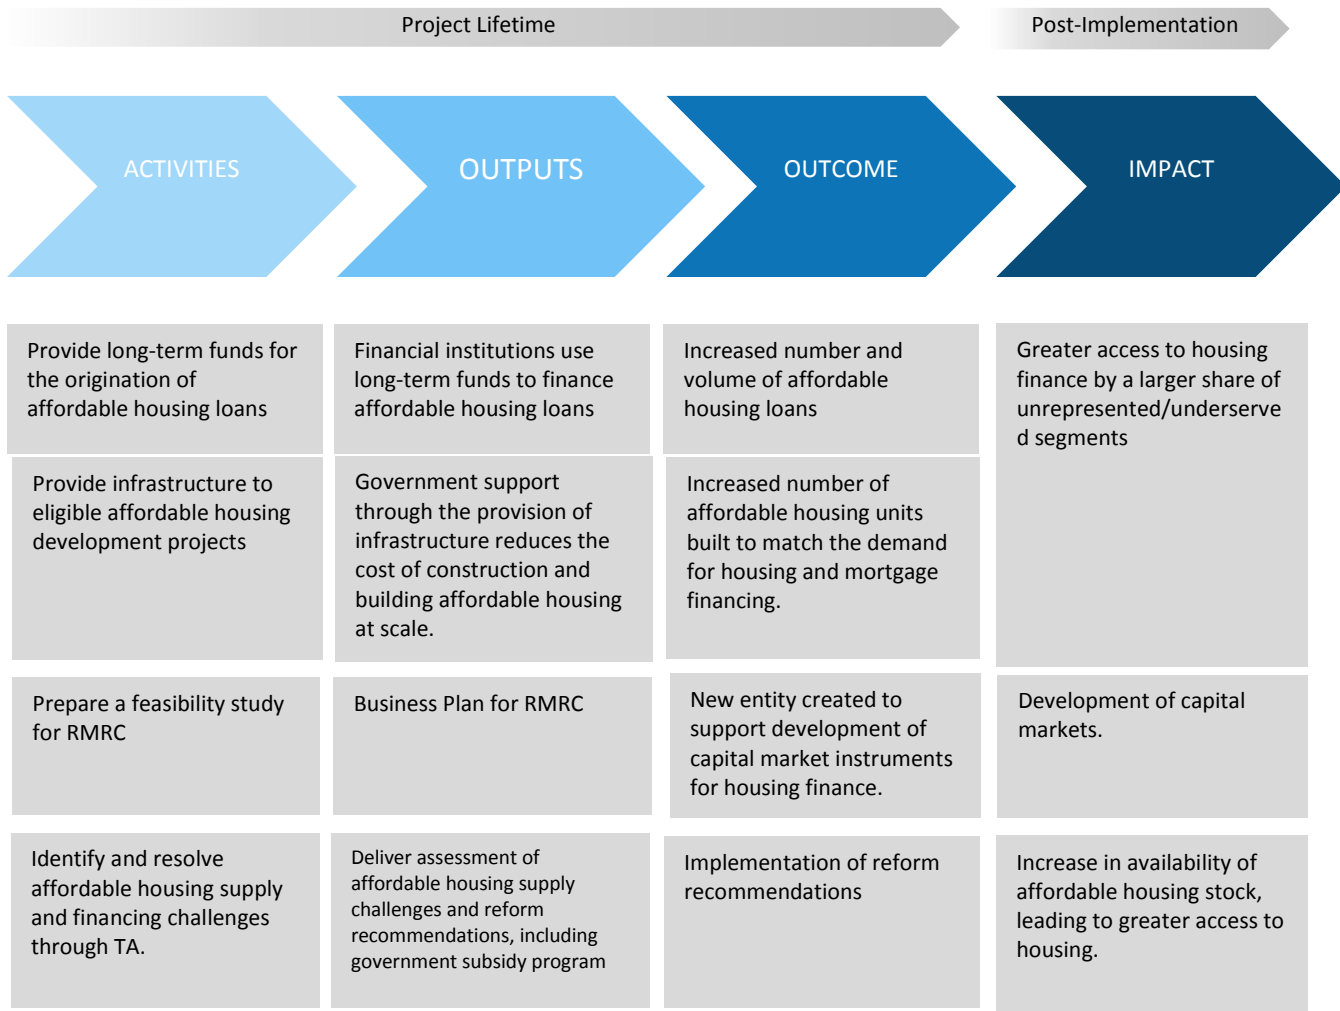 Project Lifetime
Post-Implementation
ACTIVITIES
OUTPUTS
OUTCOME
IMPACT
Provide long-term funds for
the origination of
affordable housing loans
Financial institutions use
long-term funds to finance
affordable housing loans
Increased number and
volume of affordable
housing loans
Greater access to housing
finance by a larger share of
unrepresented/underserve
d segments
Provide infrastructure to
eligible affordable housing
development projects
Government support
through the provision of
infrastructure reduces the
cost of construction and
building affordable housing
at scale.
Increased number of
affordable housing units
built to match the demand
for housing and mortgage
financing.
Prepare a feasibility study
for RMRC
Business Plan for RMRC
New entity created to
support development of
capital market instruments
for housing finance.
Development of capital
markets.
Identify and resolve
affordable housing supply
and financing challenges
through TA.
Deliver assessment of
affordable housing supply
challenges and reform
recommendations, including
government subsidy program
Implementation of reform
recommendations
Increase in availability of
affordable housing stock,
leading to greater access to
housing.